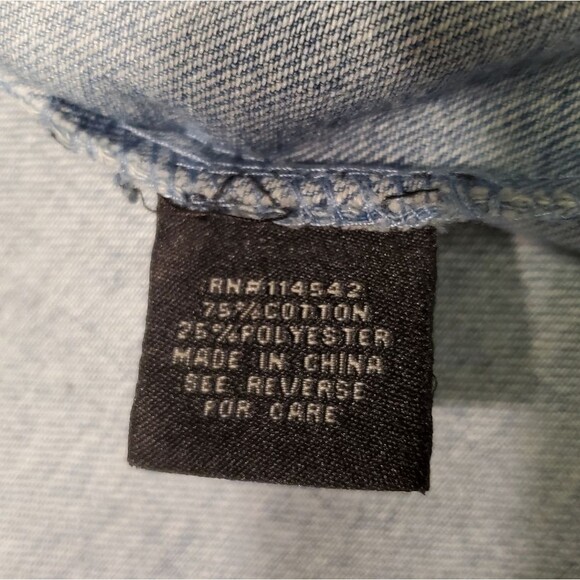 RN#114542
75%COTTON
25%POLYESTER
MADE IN CHINA
SEE REVERSE
FOR CARE